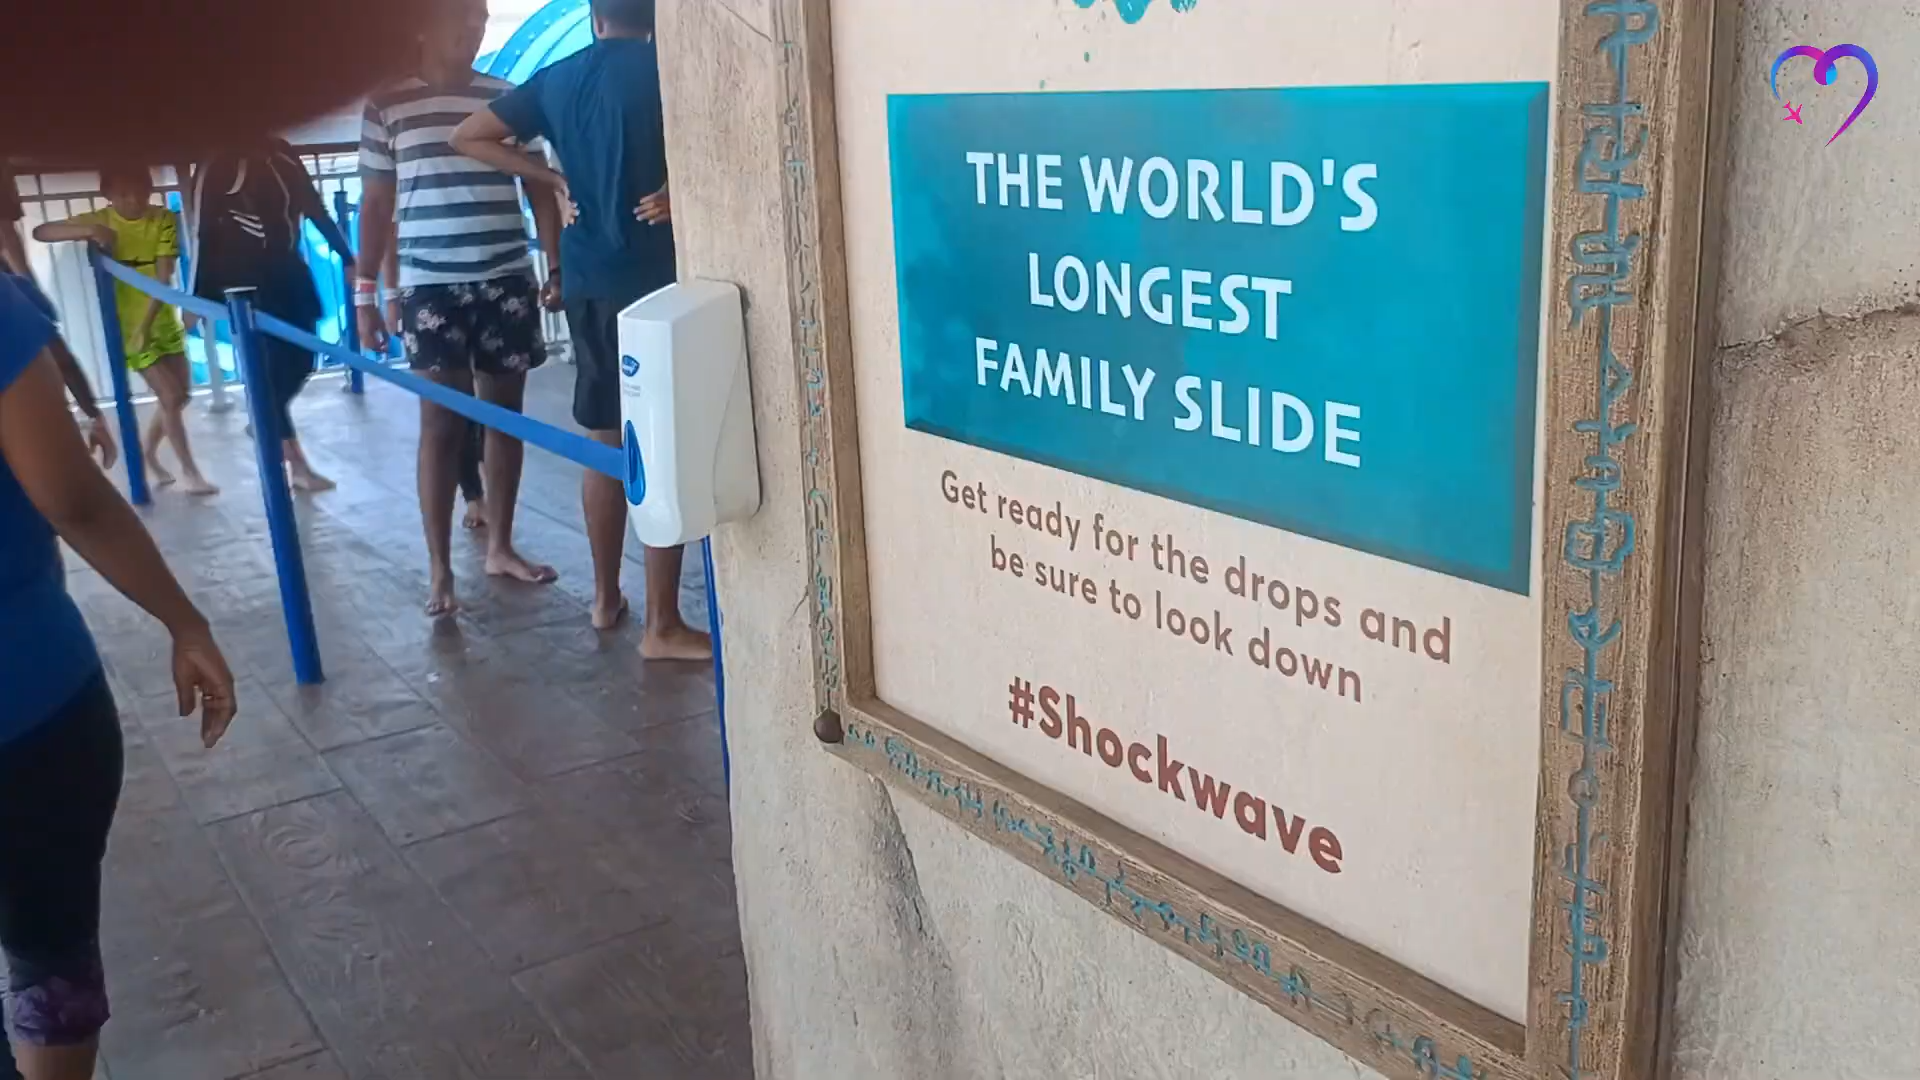 THE WORLD'S
LONGEST
FAMILY SLIDE
Get ready for the drops and
be sure to look down
#Shockwave